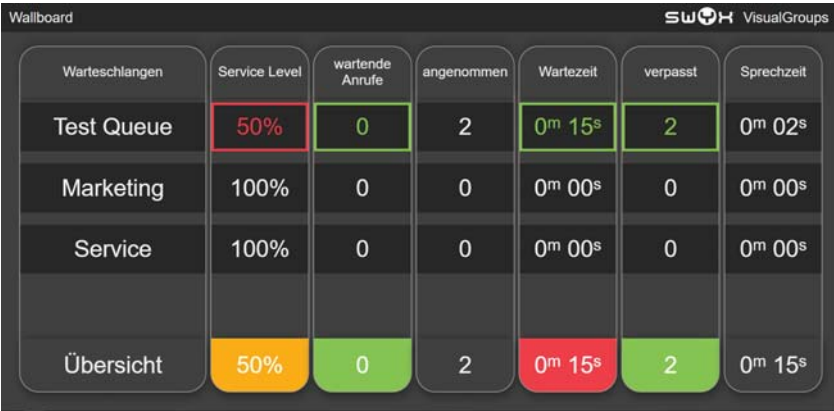 Wallboard
swyx VisualGroups
Warteschlangen Service Level wartende Anrufe angenommen Wartezeit verpasst Sprechzeit
Test Queue 50% 0 2 0m 15s 2 0m 02s
Marketing 100% 0 0 0m 00s 0 0m 00s
Service 100% 0 0 0m 00s 0 0m 00s
Übersicht 50% 0 2 0m 15s 2 0m 15s